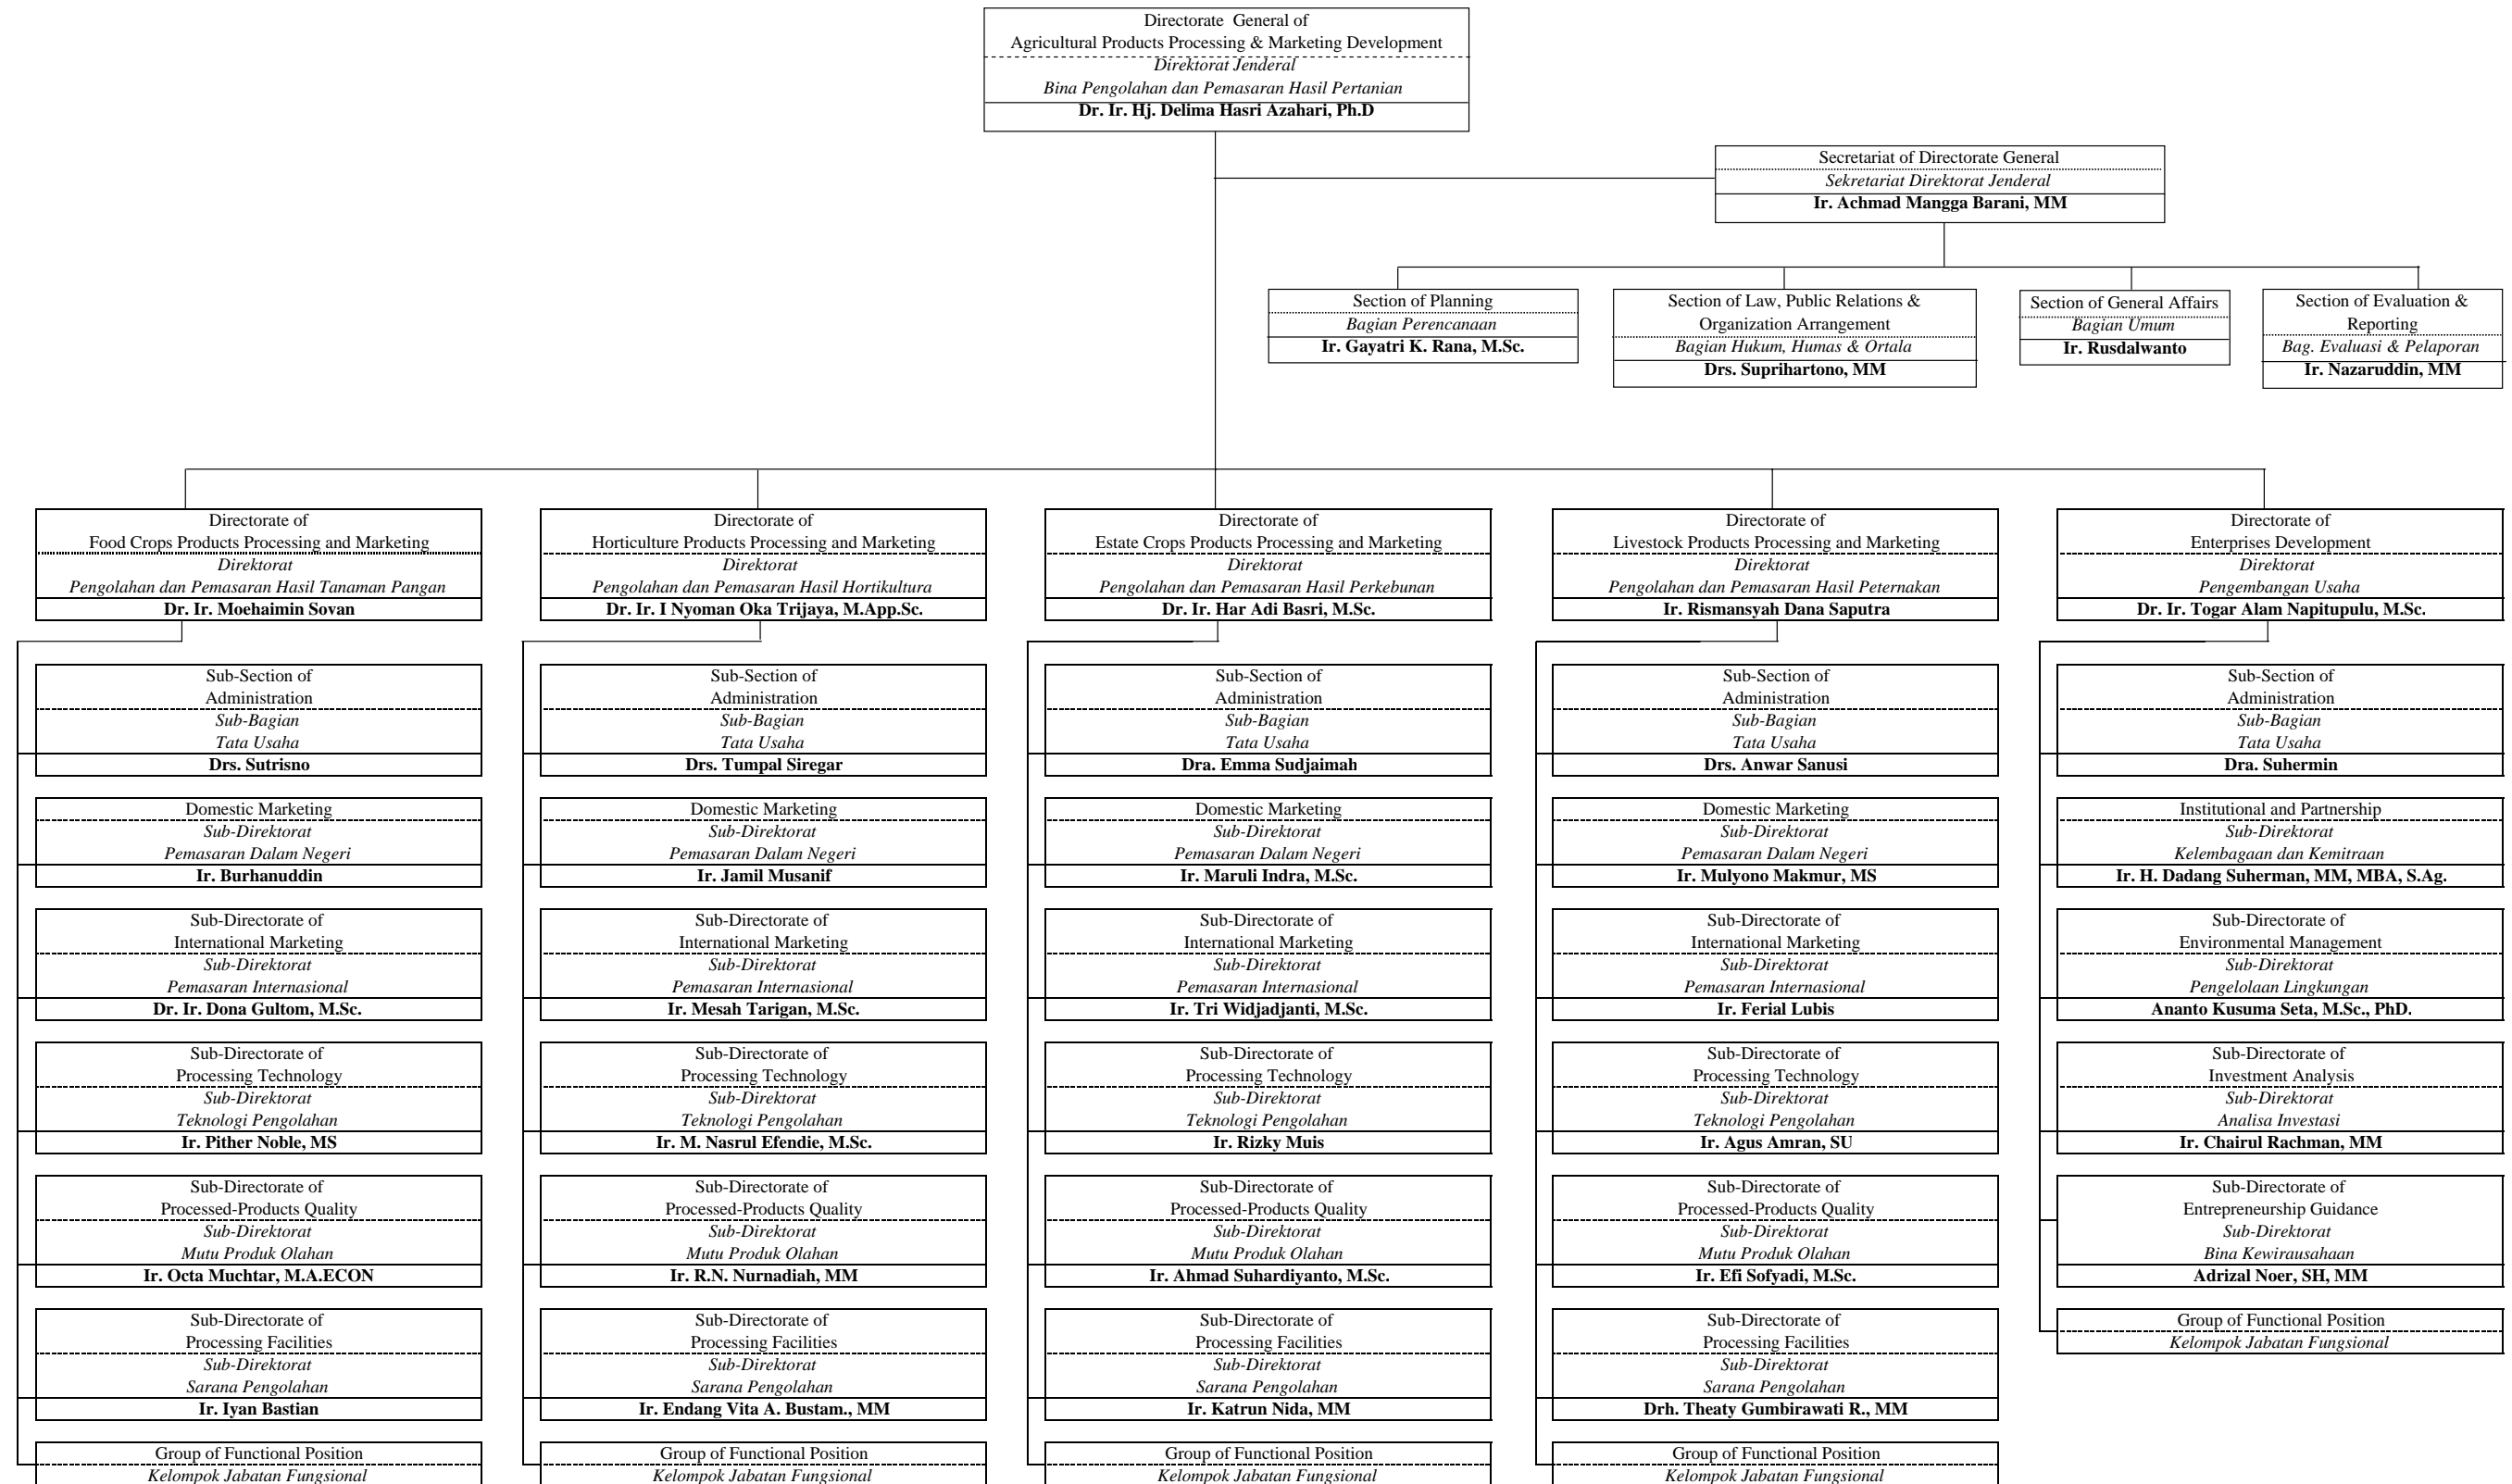 Directorate General of
Agricultural Products Processing & Marketing Development
Direktorat Jenderal
Bina Pengolahan dan Pemasaran Hasil Pertanian
Dr. Ir. Hj. Delima Hasri Azahari, Ph.D
Secretariat of Directorate General
Sekretariat Direktorat Jenderal
Ir. Achmad Mangga Barani, MM
Section of Planning
Bagian Perencanaan
Ir. Gayatri K. Rana, M.Sc.
Section of Law, Public Relations &
Organization Arrangement
Bagian Hukum, Humas & Ortala
Drs. Suprihartono, MM
Section of General Affairs
Bagian Umum
Ir. Rusdalwanto
Section of Evaluation &
Reporting
Bag. Evaluasi & Pelaporan
Ir. Nazaruddin, MM
Directorate of
Food Crops Products Processing and Marketing
Direktorat
Pengolahan dan Pemasaran Hasil Tanaman Pangan
Dr. Ir. Moehaimin Sovan
Sub-Section of
Administration
Sub-Bagian
Tata Usaha
Drs. Sutrisno
Domestic Marketing
Sub-Direktorat
Pemasaran Dalam Negeri
Ir. Burhanuddin
Sub-Directorate of
International Marketing
Sub-Direktorat
Pemasaran Internasional
Dr. Ir. Dona Gultom, M.Sc.
Sub-Directorate of
Processing Technology
Sub-Direktorat
Teknologi Pengolahan
Ir. Pither Noble, MS
Sub-Directorate of
Processed-Products Quality
Sub-Direktorat
Mutu Produk Olahan
Ir. Octa Muchtar, M.A.ECON
Sub-Directorate of
Processing Facilities
Sub-Direktorat
Sarana Pengolahan
Ir. Iyan Bastian
Group of Functional Position
Kelompok Jabatan Fungsional
Directorate of
Horticulture Products Processing and Marketing
Direktorat
Pengolahan dan Pemasaran Hasil Hortikultura
Dr. Ir. I Nyoman Oka Trijaya, M.App.Sc.
Sub-Section of
Administration
Sub-Bagian
Tata Usaha
Drs. Tumpal Siregar
Domestic Marketing
Sub-Direktorat
Pemasaran Dalam Negeri
Ir. Jamil Musanif
Sub-Directorate of
International Marketing
Sub-Direktorat
Pemasaran Internasional
Ir. Mesah Tarigan, M.Sc.
Sub-Directorate of
Processing Technology
Sub-Direktorat
Teknologi Pengolahan
Ir. M. Nasrul Efendie, M.Sc.
Sub-Directorate of
Processed-Products Quality
Sub-Direktorat
Mutu Produk Olahan
Ir. R.N. Nurnadiah, MM
Sub-Directorate of
Processing Facilities
Sub-Direktorat
Sarana Pengolahan
Ir. Endang Vita A. Bustam., MM
Group of Functional Position
Kelompok Jabatan Fungsional
Directorate of
Estate Crops Products Processing and Marketing
Direktorat
Pengolahan dan Pemasaran Hasil Perkebunan
Dr. Ir. Har Adi Basri, M.Sc.
Sub-Section of
Administration
Sub-Bagian
Tata Usaha
Dra. Emma Sudjaimah
Domestic Marketing
Sub-Direktorat
Pemasaran Dalam Negeri
Ir. Maruli Indra, M.Sc.
Sub-Directorate of
International Marketing
Sub-Direktorat
Pemasaran Internasional
Ir. Tri Widjadjanti, M.Sc.
Sub-Directorate of
Processing Technology
Sub-Direktorat
Teknologi Pengolahan
Ir. Rizky Muis
Sub-Directorate of
Processed-Products Quality
Sub-Direktorat
Mutu Produk Olahan
Ir. Ahmad Suhardiyanto, M.Sc.
Sub-Directorate of
Processing Facilities
Sub-Direktorat
Sarana Pengolahan
Ir. Katrun Nida, MM
Group of Functional Position
Kelompok Jabatan Fungsional
Directorate of
Livestock Products Processing and Marketing
Direktorat
Pengolahan dan Pemasaran Hasil Peternakan
Ir. Rismansyah Dana Saputra
Sub-Section of
Administration
Sub-Bagian
Tata Usaha
Drs. Anwar Sanusi
Domestic Marketing
Sub-Direktorat
Pemasaran Dalam Negeri
Ir. Mulyono Makmur, MS
Sub-Directorate of
International Marketing
Sub-Direktorat
Pemasaran Internasional
Ir. Ferial Lubis
Sub-Directorate of
Processing Technology
Sub-Direktorat
Teknologi Pengolahan
Ir. Agus Amran, SU
Sub-Directorate of
Processed-Products Quality
Sub-Direktorat
Mutu Produk Olahan
Ir. Efi Sofyadi, M.Sc.
Sub-Directorate of
Processing Facilities
Sub-Direktorat
Sarana Pengolahan
Drh. Theaty Gumbirawati R., MM
Group of Functional Position
Kelompok Jabatan Fungsional
Directorate of
Enterprises Development
Direktorat
Pengembangan Usaha
Dr. Ir. Togar Alam Napitupulu, M.Sc.
Sub-Section of
Administration
Sub-Bagian
Tata Usaha
Dra. Suhermin
Institutional and Partnership
Sub-Direktorat
Kelembagaan dan Kemitraan
Ir. H. Dadang Suherman, MM, MBA, S.Ag.
Sub-Directorate of
Environmental Management
Sub-Direktorat
Pengelolaan Lingkungan
Ananto Kusuma Seta, M.Sc., PhD.
Sub-Directorate of
Investment Analysis
Sub-Direktorat
Analisa Investasi
Ir. Chairul Rachman, MM
Sub-Directorate of
Entrepreneurship Guidance
Sub-Direktorat
Bina Kewirausahaan
Adrizal Noer, SH, MM
Group of Functional Position
Kelompok Jabatan Fungsional